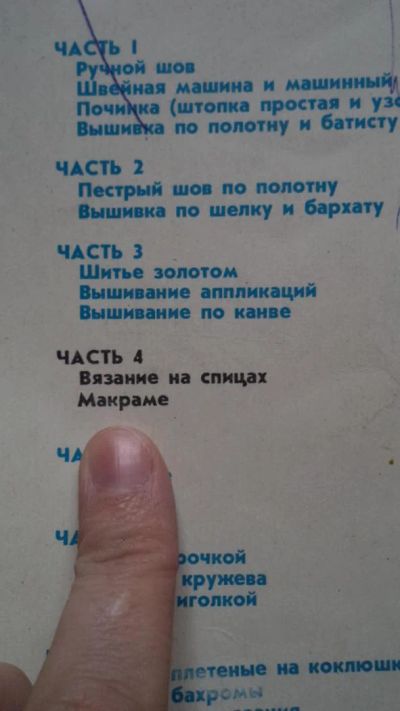 ЧАСТЬ 1
Ручной шов
Швейная машина и машинный
Починка (штопка простая и
Вышивка по полотну и батисту
ЧАСТЬ 2
Пестрый шов по полотну
Вышивка по шелку и бархату
ЧАСТЬ 3
Шитье золотом
Вышивание аппликаций
Вышивание по канве
ЧАСТЬ 4
Вязание на спицах
Макраме
кружева
иголкой
плетеные на
бахромы